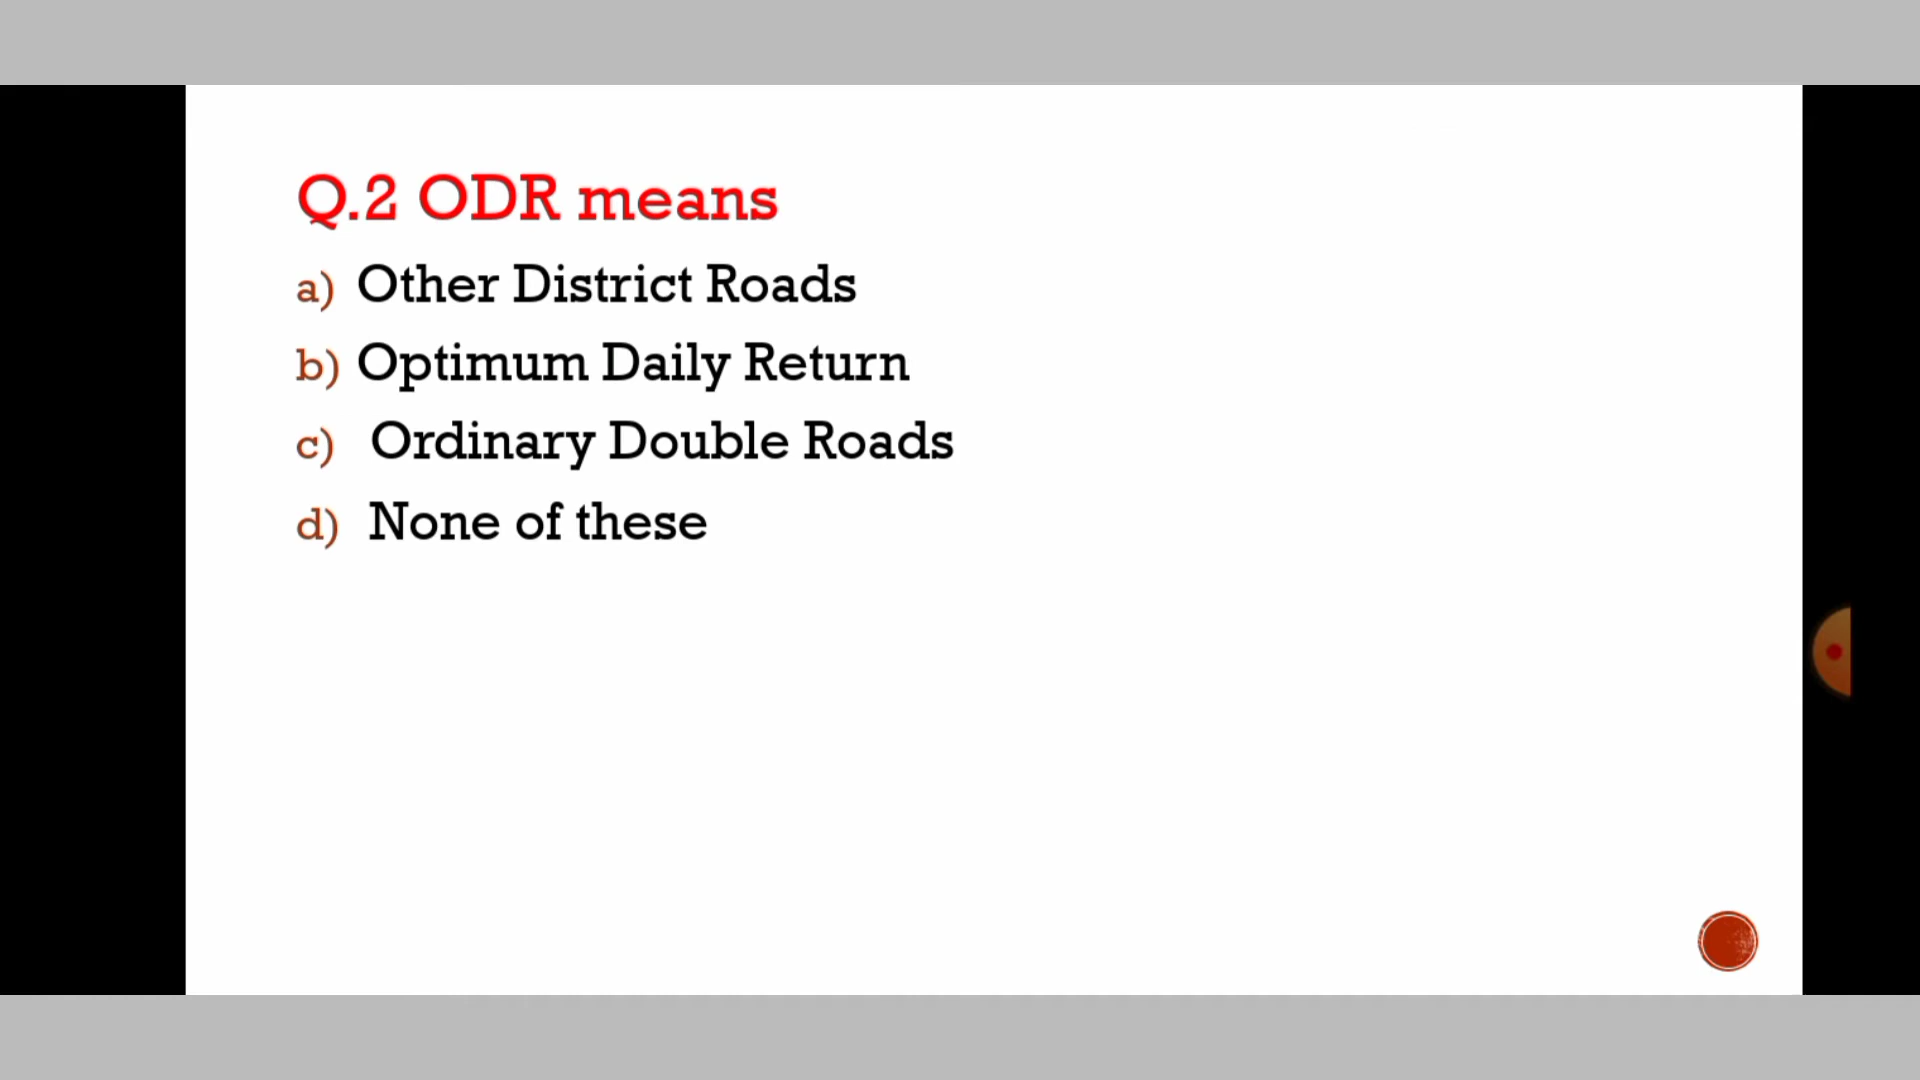 Q.2 ODR means
a) Other District Roads
b) Optimum Daily Return
c) Ordinary Double Roads
d) None of these